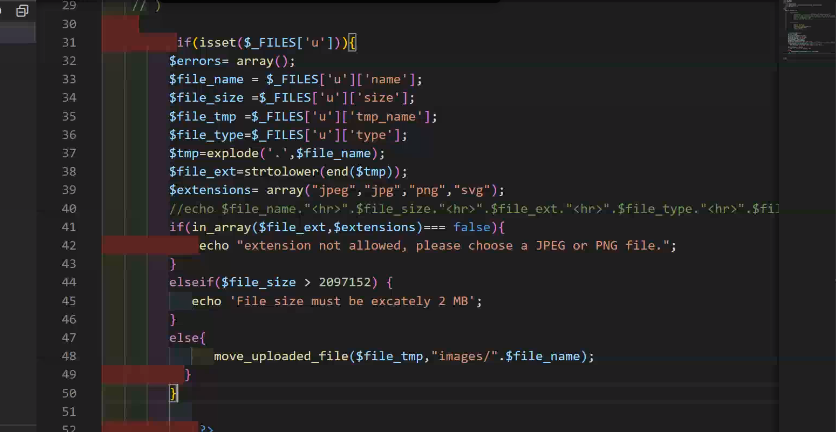 29 // )
30
31 if(isset($_FILES['u'])){
32 $errors= array();
33 $file_name = $_FILES['u']['name'];
34 $file_size =$_FILES['u']['size'];
35 $file_tmp =$_FILES['u']['tmp_name'];
36 $file_type=$_FILES['u']['type'];
37 $tmp=explode('.',$file_name);
38 $file_ext=strtolower(end($tmp));
39 $extensions= array("jpeg","jpg","png","svg");
40 //echo $file_name."<hr>".$file_size."<hr>".$file_ext."<hr>".$file_type."<hr>".$fil
41 if(in_array($file_ext,$extensions)=== false){
42 echo "extension not allowed, please choose a JPEG or PNG file.";
43 }
44 elseif($file_size > 2097152) {
45 echo 'File size must be excately 2 MB';
46 }
47 else{
48 move_uploaded_file($file_tmp,"images/".$file_name);
49 }
50 }
51
52 ?>